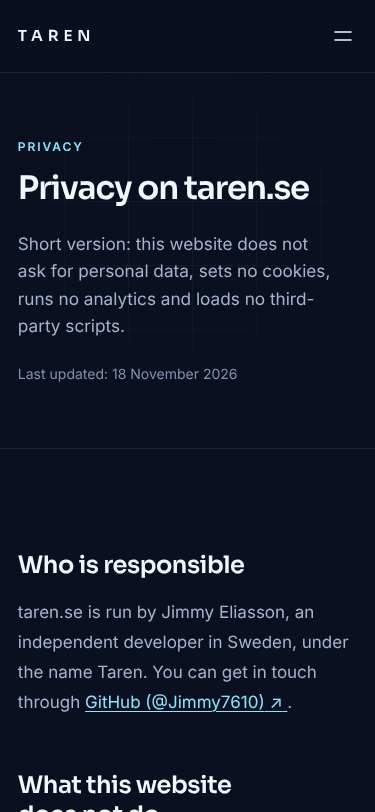 TAREN
PRIVACY
Privacy on taren.se
Short version: this website does not
ask for personal data, sets no cookies,
runs no analytics and loads no third-
party scripts.
Last updated: 18 November 2026
Who is responsible
taren.se is run by Jimmy Eliasson, an
independent developer in Sweden, under
the name Taren. You can get in touch
through GitHub (@Jimmy7610) ↗ .
What this website
does not do